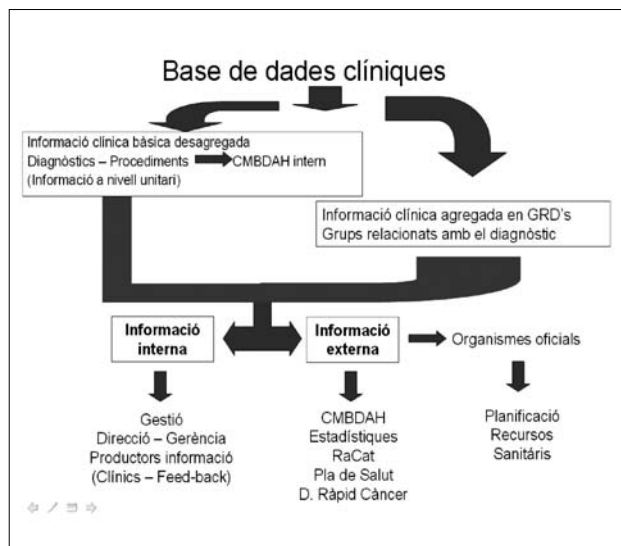 Base de dades clíniques
Informació clínica bàsica desagregada
Diagnòstics – Procediments CMBDAH intern
(Informació a nivell unitari)
Informació clínica agregada en GRD's
Grups relacionats amb el diagnòstic
Informació
interna
Informació
externa
Organismes oficials
Gestió
Direcció – Gerència
Productors informació
(Clínics – Feed-back)
CMBDAH
Estadístiques
RaCat
Pla de Salut
D. Ràpid Càncer
Planificació
Recursos
Sanitáris